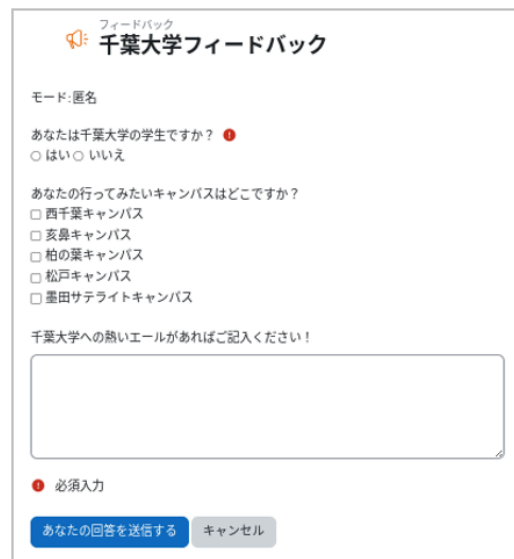 フィードバック
千葉大学フィードバック
モード:匿名
あなたは千葉大学の学生ですか？
はい いいえ
あなたの行ってみたいキャンパスはどこですか？
西千葉キャンパス
亥鼻キャンパス
柏の葉キャンパス
松戸キャンパス
墨田サテライトキャンパス
千葉大学への熱いエールがあればご記入ください！
必須入力
あなたの回答を送信する キャンセル